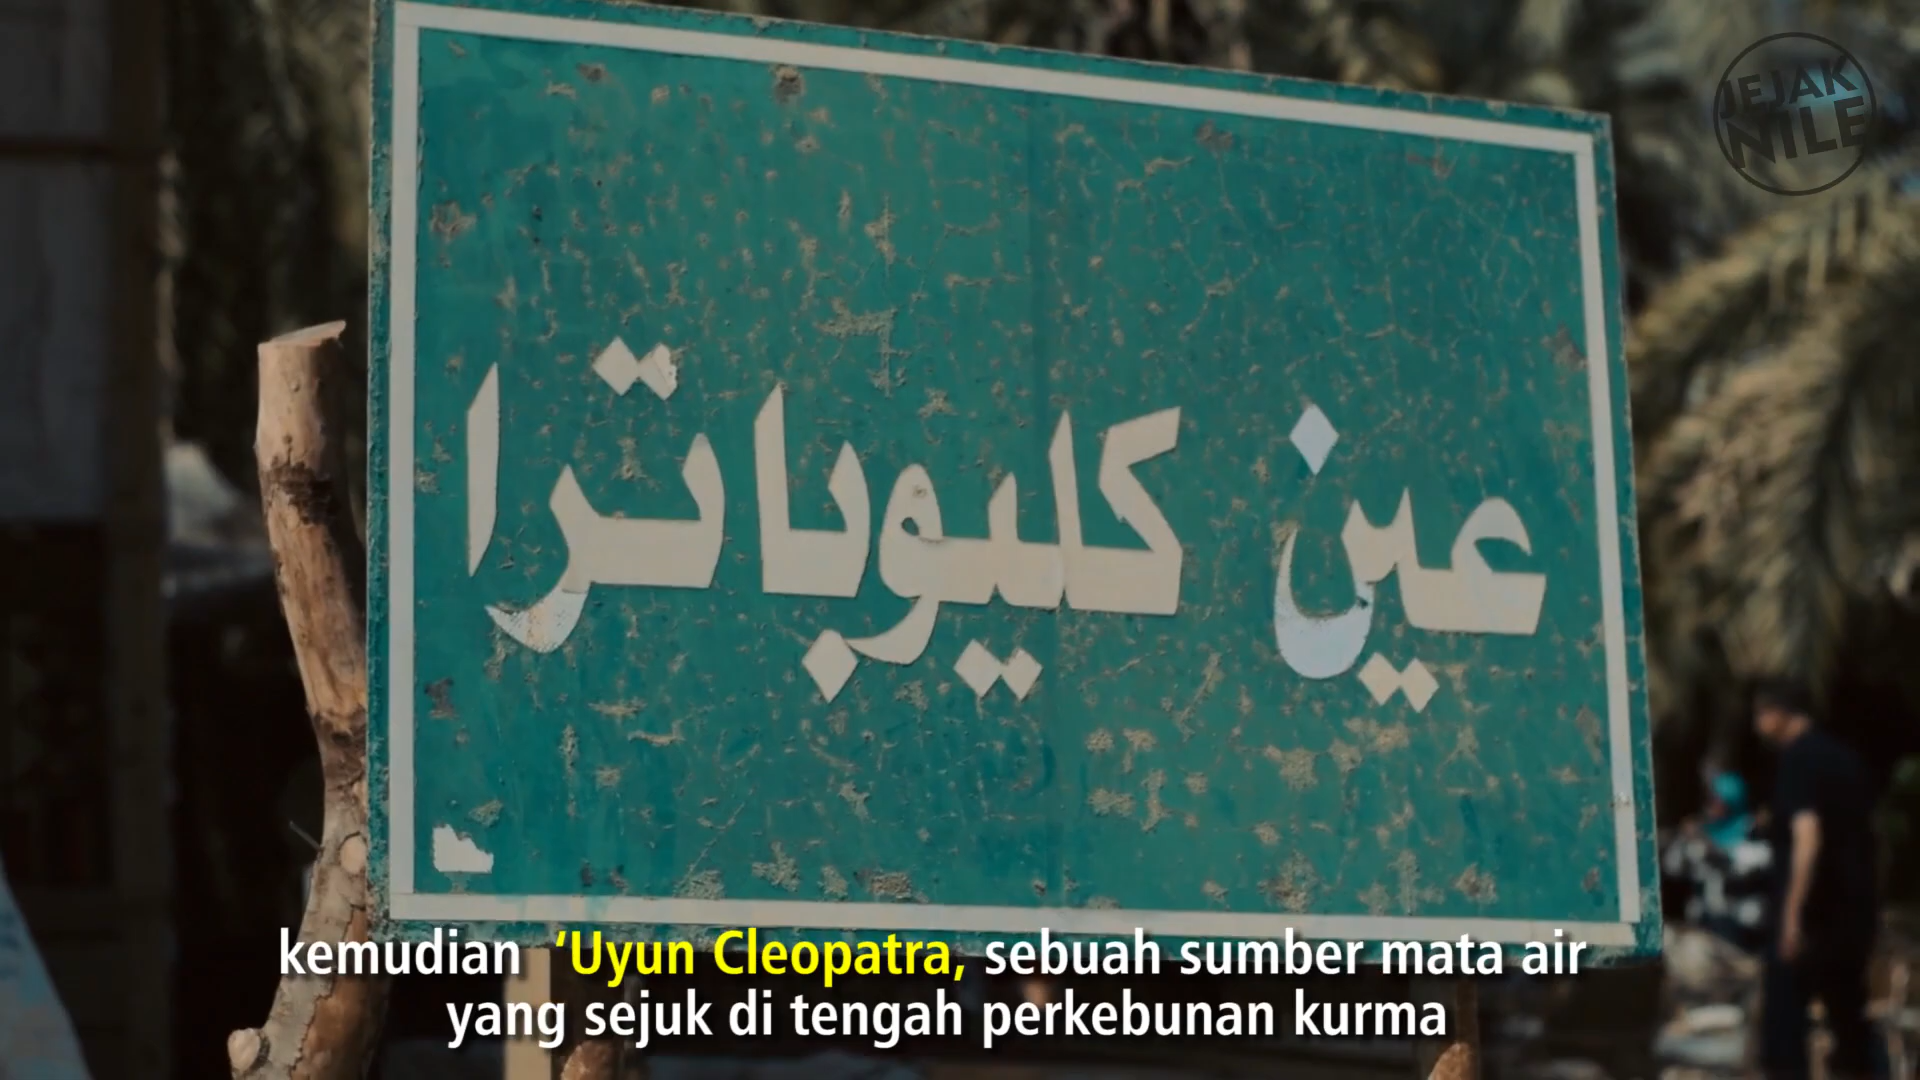 JEJAK
NILE
عين كليوباترا
kemudian ‘Uyun Cleopatra, sebuah sumber mata air
yang sejuk di tengah perkebunan kurma